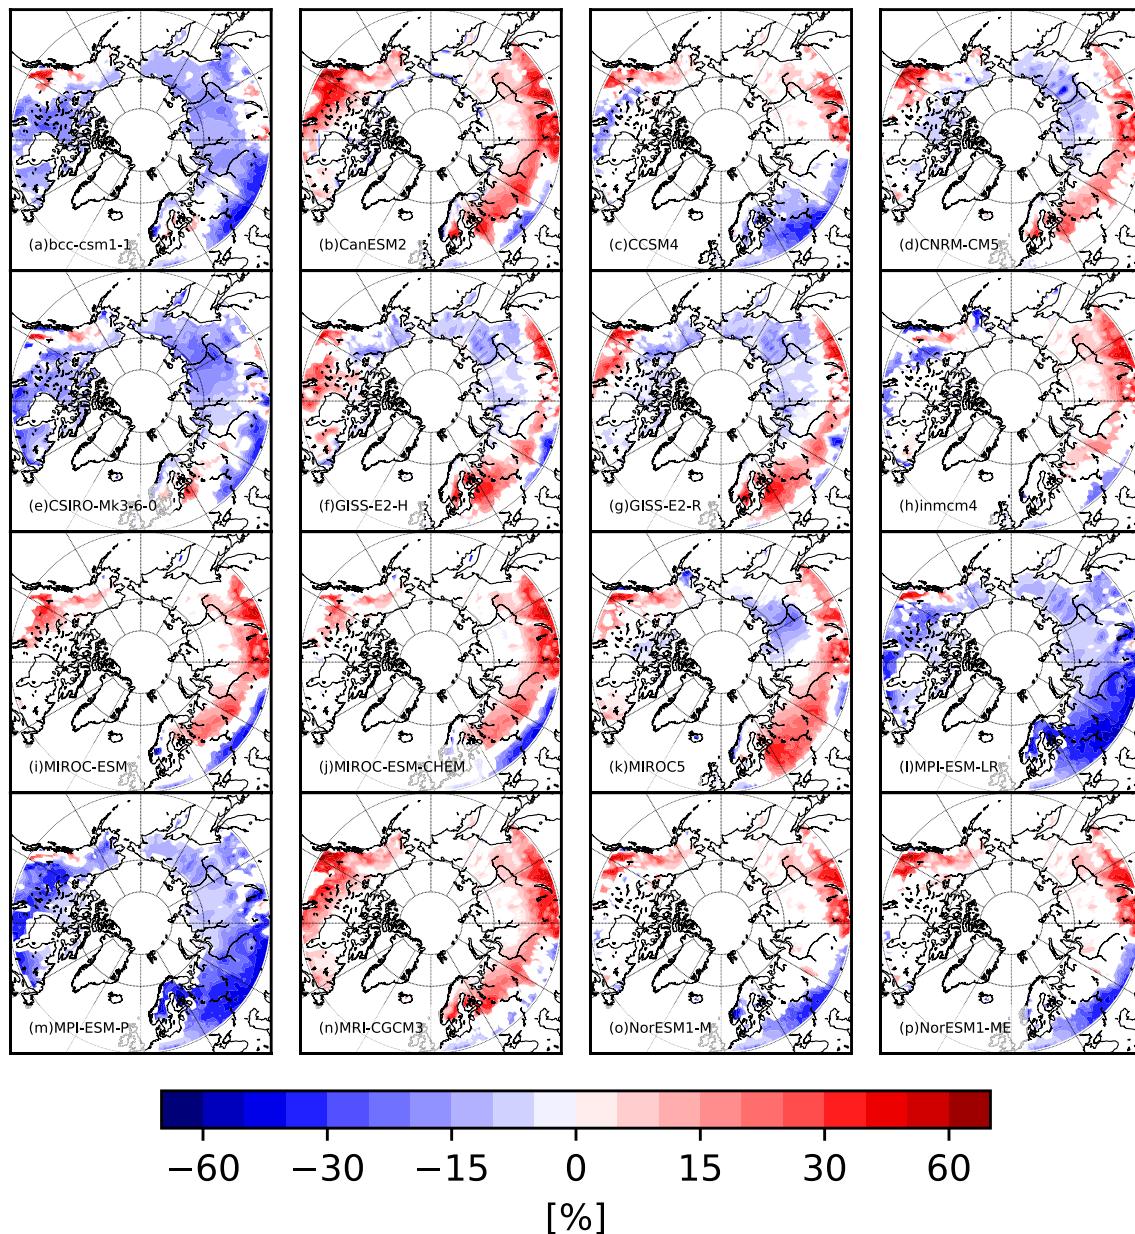 (a)bcc-csm1-1
(b)CanESM2
(c)CCSM4
(d)CNRM-CM5
(e)CSIRO-Mk3-6-0
(f)GISS-E2-H
(g)GISS-E2-R
(h)inmcm4
(i)MIROC-ESM
(j)MIROC-ESM-CHEM
(k)MIROC5
(l)MPI-ESM-LR
(m)MPI-ESM-P
(n)MRI-CGCM3
(o)NorESM1-M
(p)NorESM1-ME
−60 −30 −15 0 15 30 60
[%]